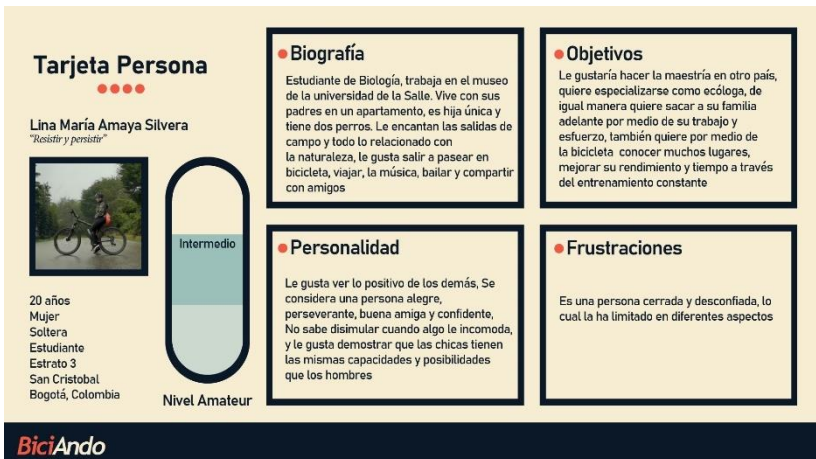 Tarjeta Persona
Lina María Amaya Silvera
"Resistir y persistir"
20 años
Mujer
Soltera
Estudiante
Estrato 3
San Cristobal
Bogotá, Colombia
Intermedio
Nivel Amateur
Biografía
Estudiante de Biología, trabaja en el museo
de la universidad de la Salle. Vive con sus
padres en un apartamento, es hija única y
tiene dos perros. Le encantan las salidas de
campo y todo lo relacionado con
la naturaleza, le gusta salir a pasear en
bicicleta, viajar, la música, bailar y compartir
con amigos
Objetivos
Le gustaría hacer la maestría en otro país,
quiere especializarse como ecóloga, de
igual manera quiere sacar a su familia
adelante por medio de su trabajo y
esfuerzo, también quiere por medio de
la bicicleta conocer muchos lugares,
mejorar su rendimiento y tiempo a través
del entrenamiento constante
Personalidad
Le gusta ver lo positivo de los demás, Se
considera una persona alegre,
perseverante, buena amiga y confidente,
No sabe disimular cuando algo le incomoda,
y le gusta demostrar que las chicas tienen
las mismas capacidades y posibilidades
que los hombres
Frustraciones
Es una persona cerrada y desconfiada, lo
cual la ha limitado en diferentes aspectos
BiciAndo